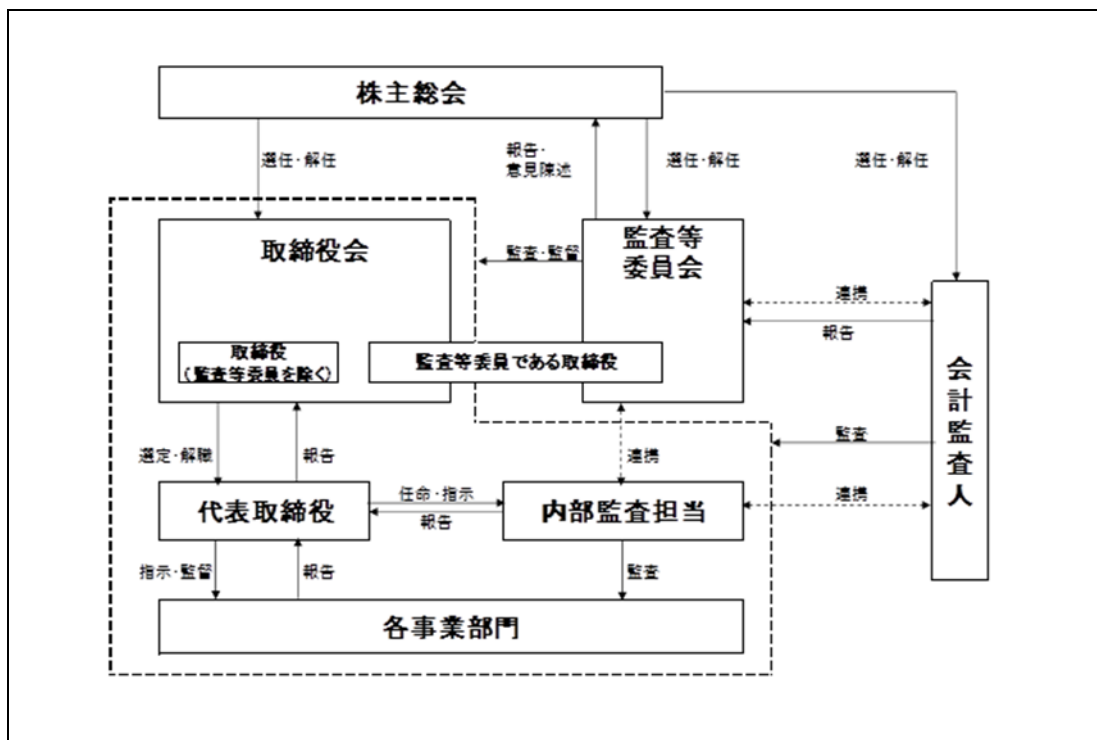 株主総会
選任・解任
報告・
意見陳述
選任・解任
選任・解任
取締役会
監査・監督
監査等
委員会
連携
報告
取締役
(監査等委員を除く)
監査等委員である取締役
会計監査人
監査
選定・解職
報告
連携
代表取締役
任命・指示
報告
内部監査担当
連携
指示・監督
報告
監査
各事業部門